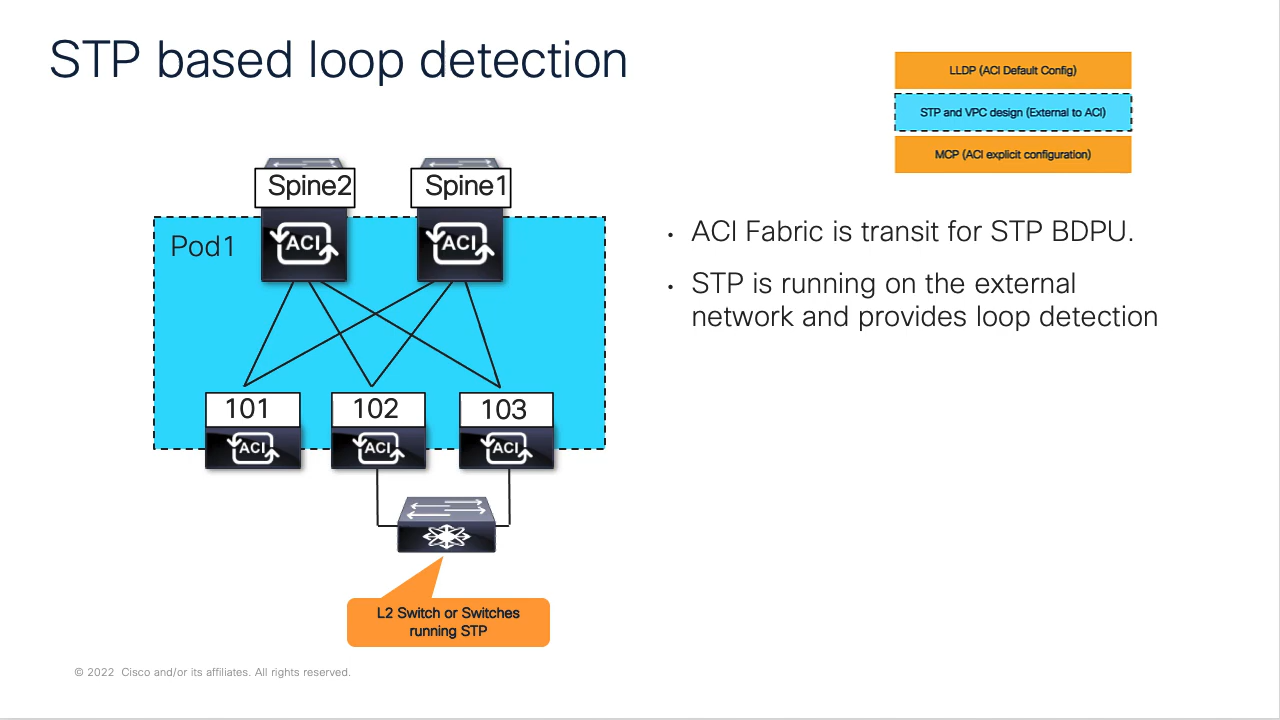 STP based loop detection
LLDP (ACI Default Config)
STP and VPC design (External to ACI)
MCP (ACI explicit configuration)
Spine2
Spine1
ACI
ACI
Pod1
• ACI Fabric is transit for STP BDPU.
• STP is running on the external
network and provides loop detection
101
102
103
ACI
ACI
ACI
L2 Switch or Switches
running STP
© 2022 Cisco and/or its affiliates. All rights reserved.